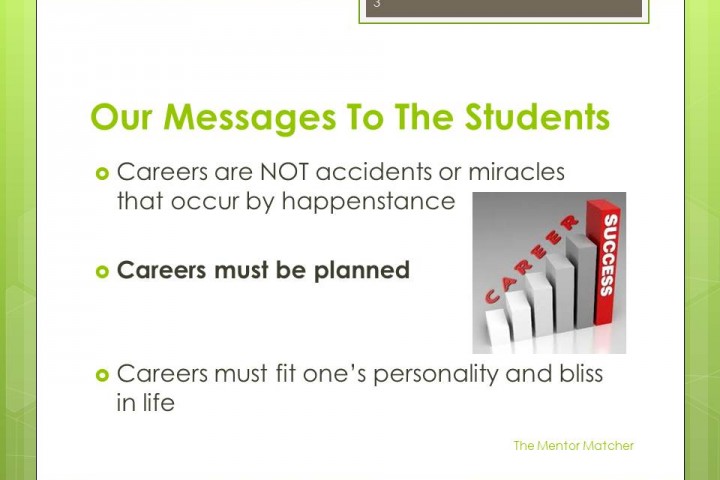 3
Our Messages To The Students
Careers are NOT accidents or miracles
that occur by happenstance
CAREER
SUCCESS
Careers must be planned
Careers must fit one’s personality and bliss
in life
The Mentor Matcher